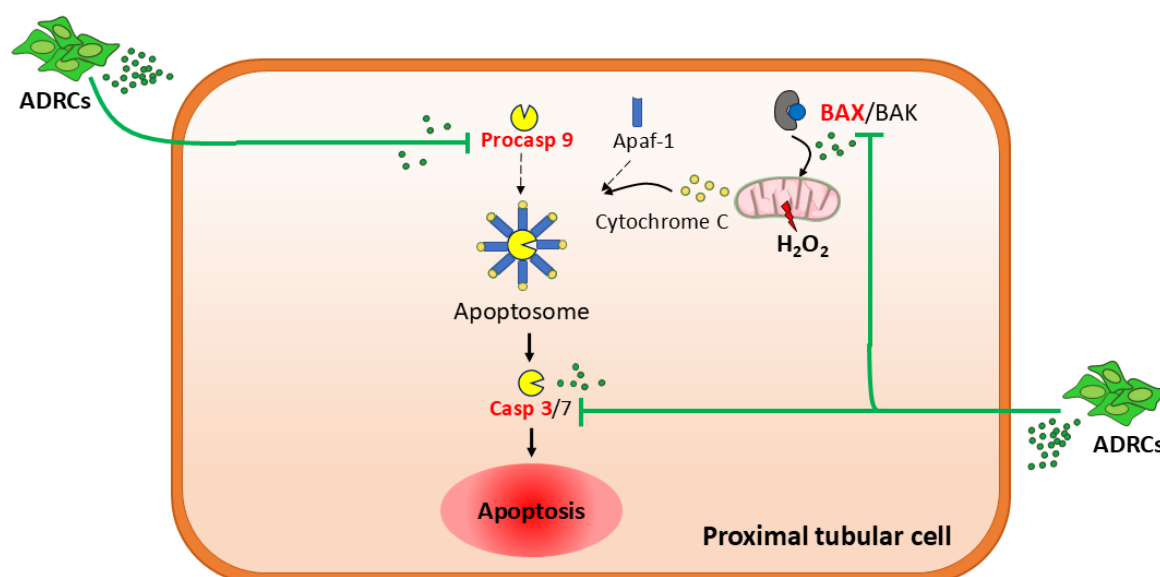 ADRCs
Procasp 9
Apaf-1
BAX/BAK
Cytochrome C
H₂O₂
Apoptosome
Casp 3/7
ADRCs
Apoptosis
Proximal tubular cell